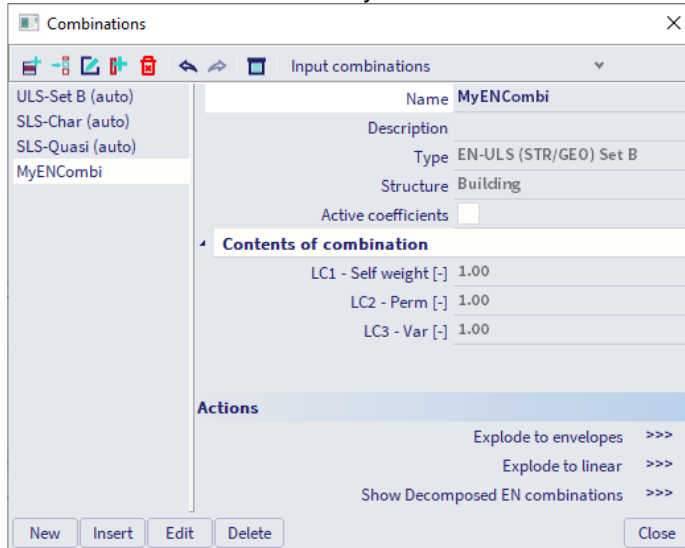 Combinations
Input combinations
ULS-Set B (auto)
SLS-Char (auto)
SLS-Quasi (auto)
MyENCombi
Name MyENCombi
Description
Type EN-ULS (STR/GEO) Set B
Structure Building
Active coefficients
Contents of combination
LC1 - Self weight [-] 1.00
LC2 - Perm [-] 1.00
LC3 - Var [-] 1.00
Actions
Explode to envelopes >>>
Explode to linear >>>
Show Decomposed EN combinations >>>
New Insert Edit Delete Close